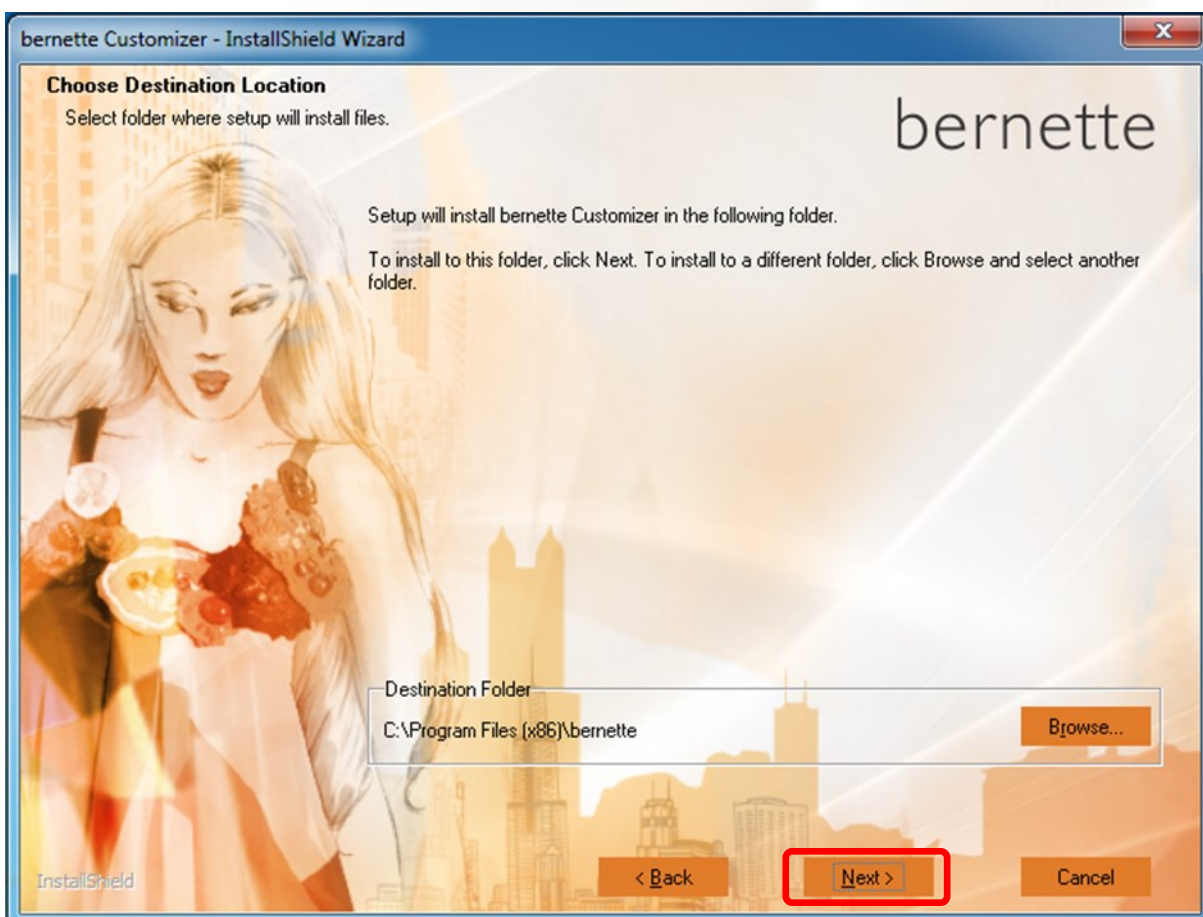 bernette Customizer - InstallShield Wizard
Choose Destination Location
Select folder where setup will install files.
bernette
Setup will install bernette Customizer in the following folder.
To install to this folder, click Next. To install to a different folder, click Browse and select another
folder.
Destination Folder
C:\Program Files (x86)\bernette
Browse...
InstallShield
< Back
Next >
Cancel